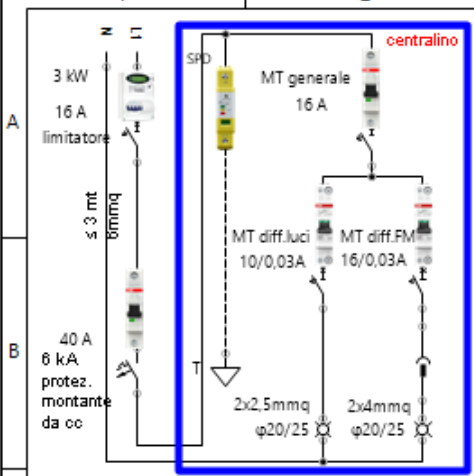 N
L1
centralino
SPD
3 kW
MT generale
16 A
16 A
limitatore
A
≤ 3 mt
6mmq
MT diff.luci
10/0,03A
MT diff.FM
16/0,03A
B
40 A
6 kA
protez.
montante
da cc
T
2x2,5mmq
φ20/25
2x4mmq
φ20/25